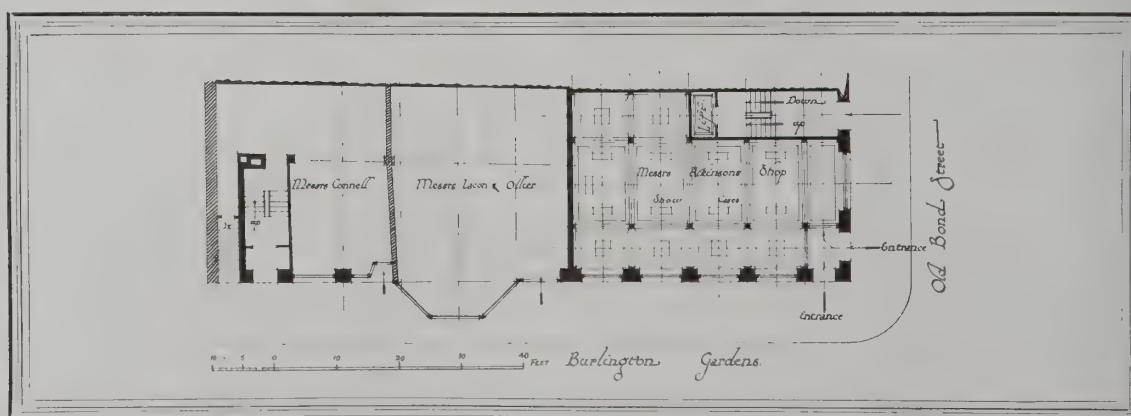 Down
up
Lift
Messrs Connell
Messrs Lacon & Ollier
Messrs Atkinsons Shop
Show Cases
up
Entrance
Entrance
Old Bond Street
10 5 0 10 20 30 40 FEET
Burlington Gardens.